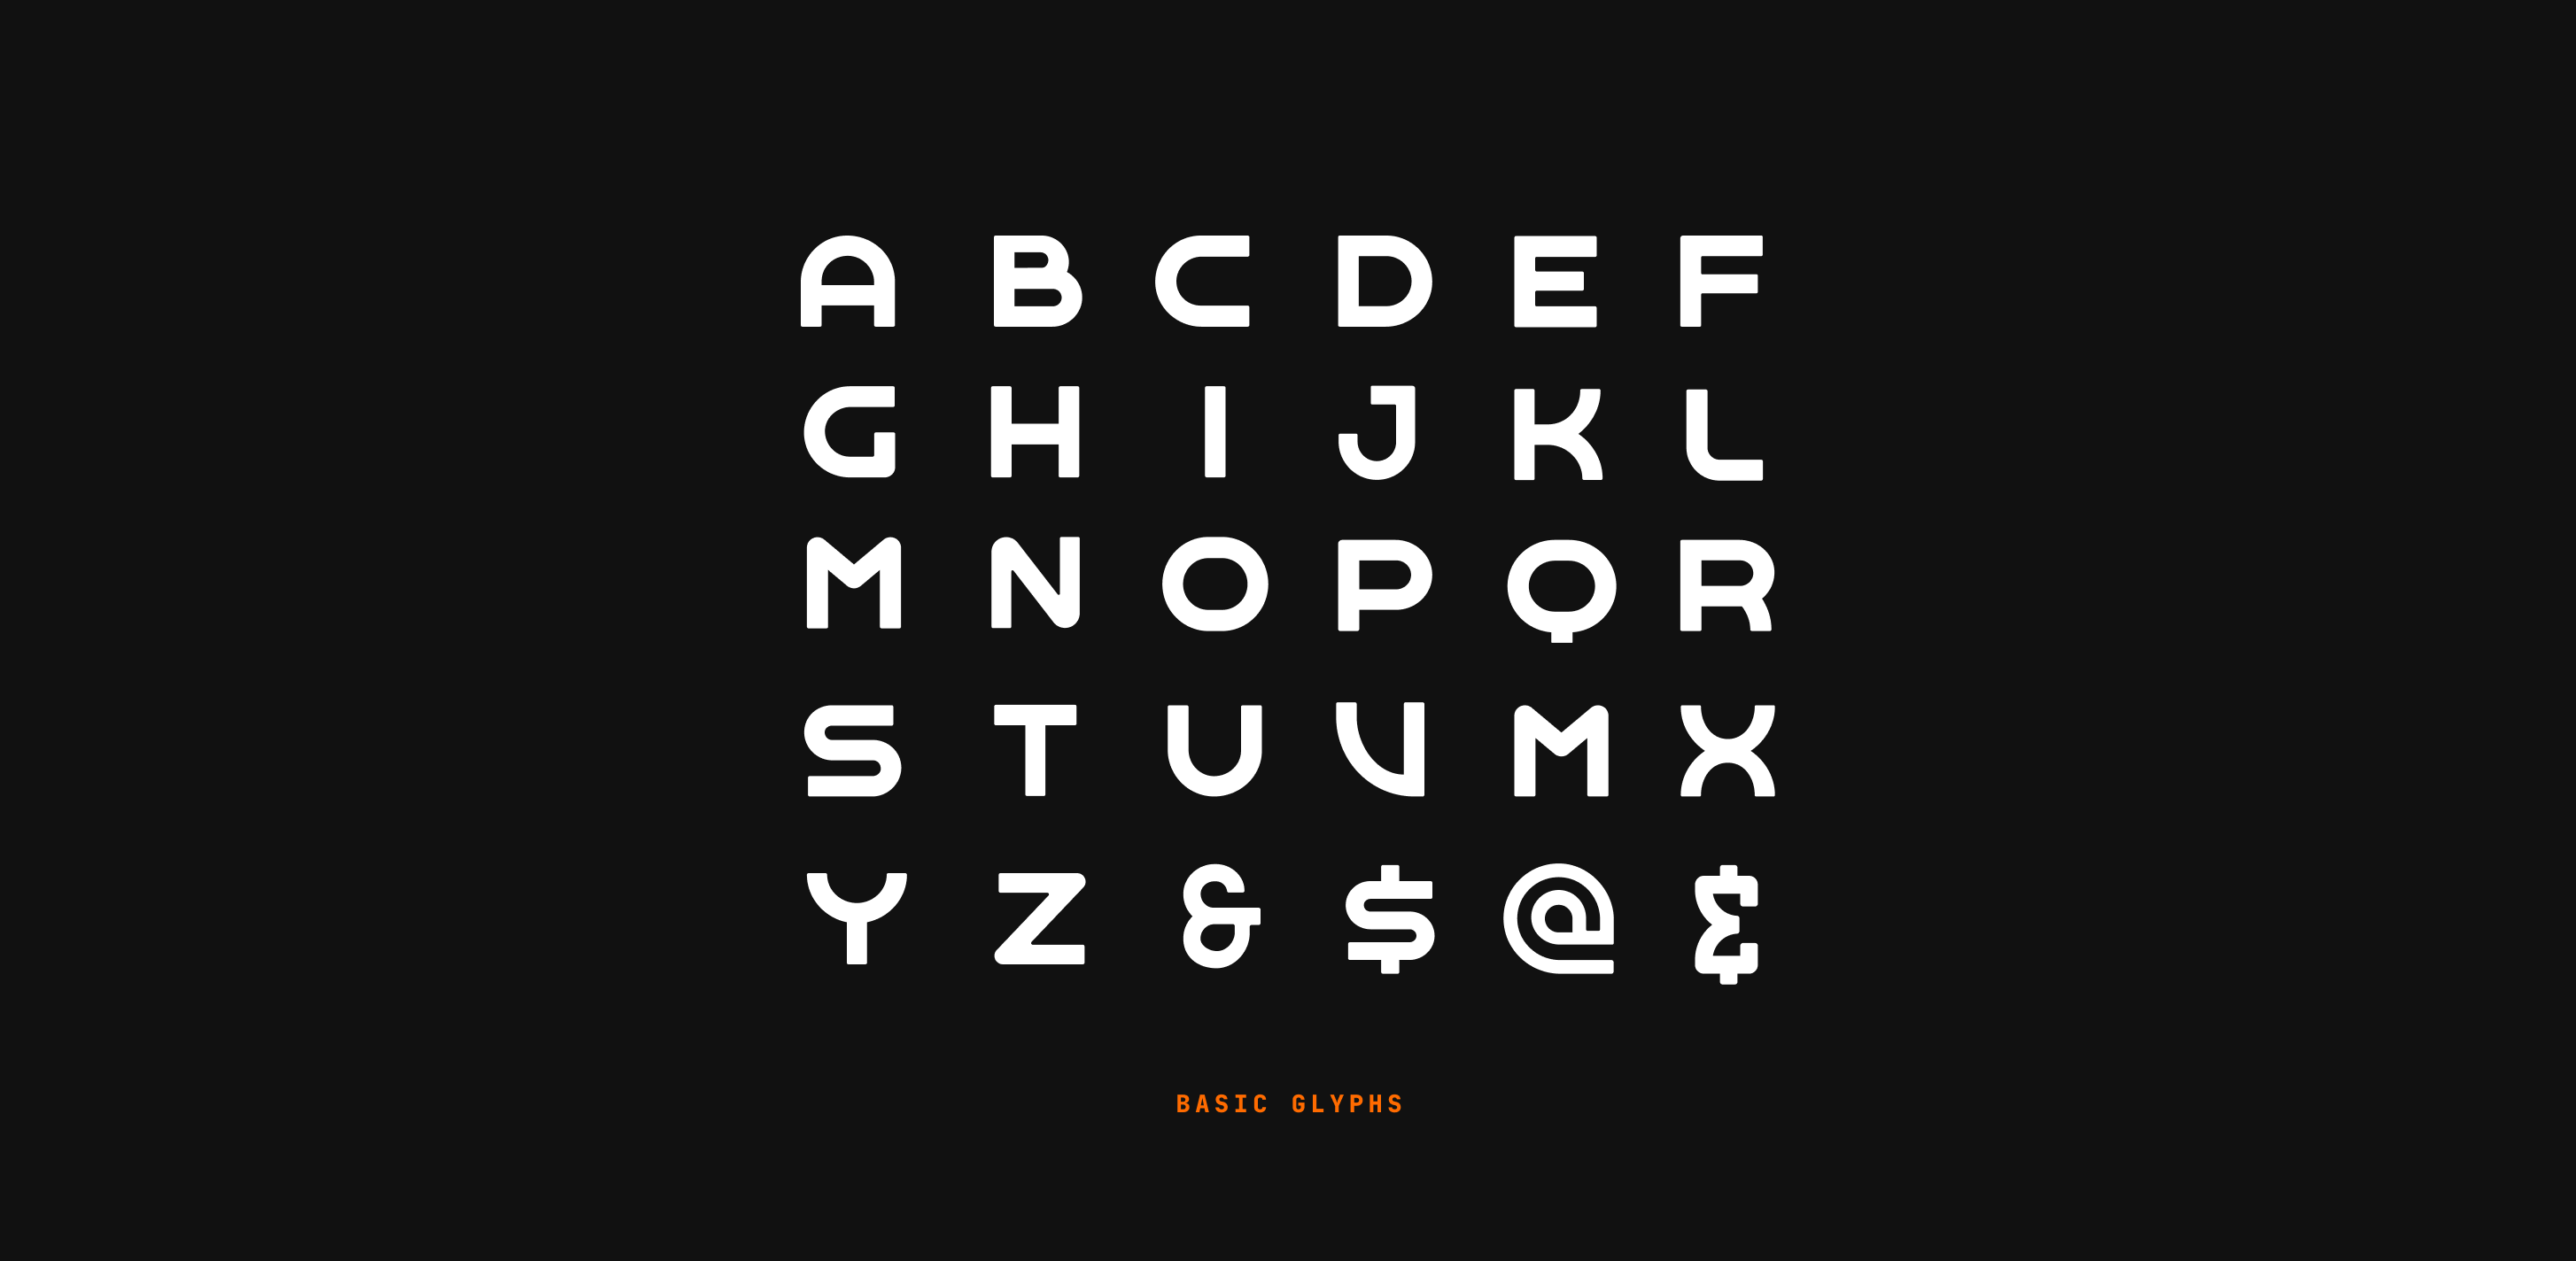 A B C D E F
G H I J K L
M N O P Q R
S T U V M X
Y Z & $ @ £
BASIC GLYPHS